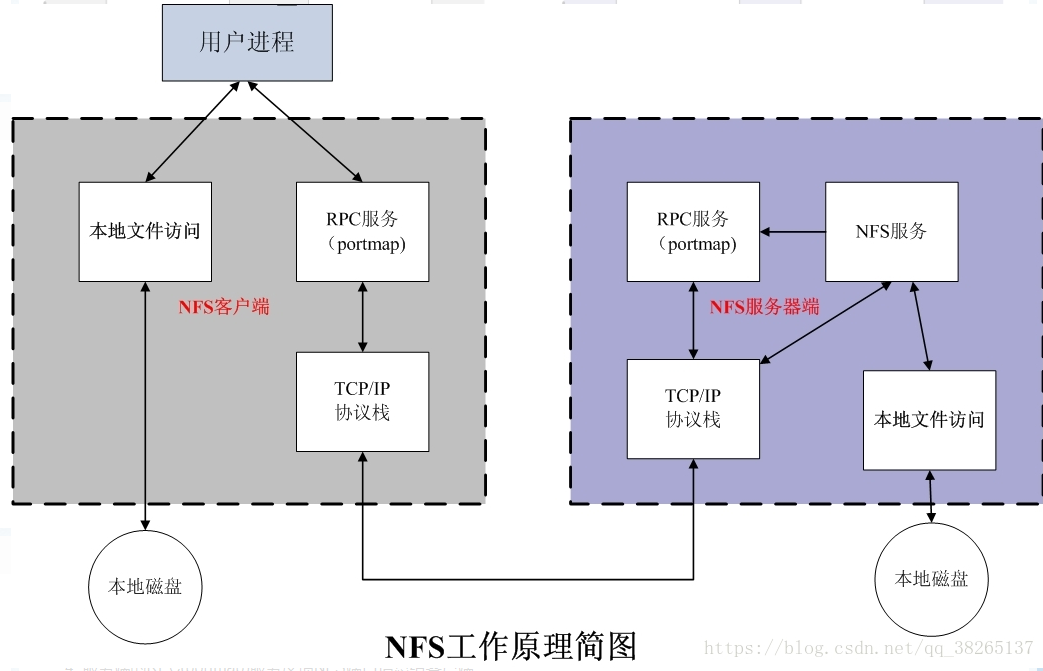 用户进程
本地文件访问
RPC服务
（portmap)
NFS客户端
TCP/IP
协议栈
本地磁盘
RPC服务
（portmap)
NFS服务
NFS服务器端
TCP/IP
协议栈
本地文件访问
本地磁盘
NFS工作原理简图
https://blog.csdn.net/qq_38265137